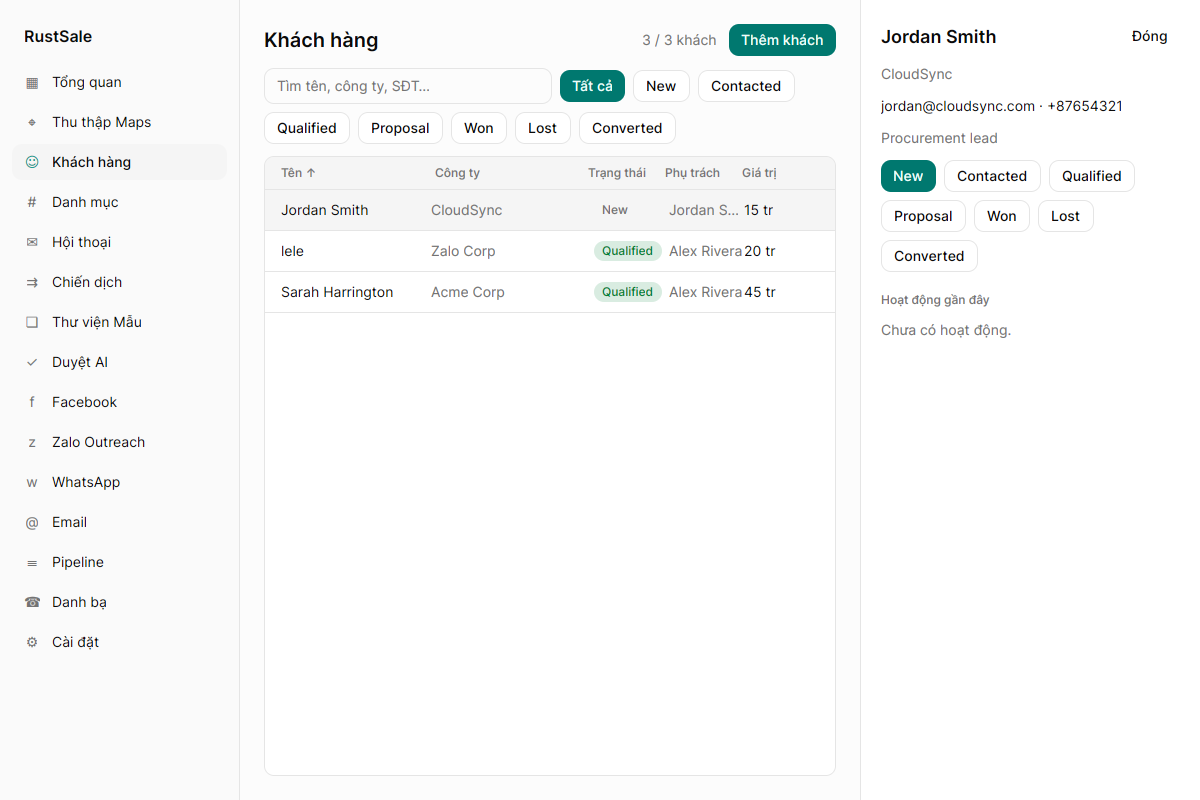 RustSale
▦ Tổng quan
⌖ Thu thập Maps
☺ Khách hàng
# Danh mục
✉ Hội thoại
⇉ Chiến dịch
❏ Thư viện Mẫu
✓ Duyệt AI
f Facebook
z Zalo Outreach
w WhatsApp
@ Email
≡ Pipeline
☎ Danh bạ
⚙ Cài đặt
Khách hàng
3 / 3 khách
Thêm khách
Tìm tên, công ty, SĐT...
Tất cả New Contacted
Qualified Proposal Won Lost Converted
Tên ↑ Công ty Trạng thái Phụ trách Giá trị
Jordan Smith CloudSync New Jordan S... 15 tr
lele Zalo Corp Qualified Alex Rivera 20 tr
Sarah Harrington Acme Corp Qualified Alex Rivera 45 tr
Jordan Smith Đóng
CloudSync
jordan@cloudsync.com · +87654321
Procurement lead
New Contacted Qualified
Proposal Won Lost
Converted
Hoạt động gần đây
Chưa có hoạt động.